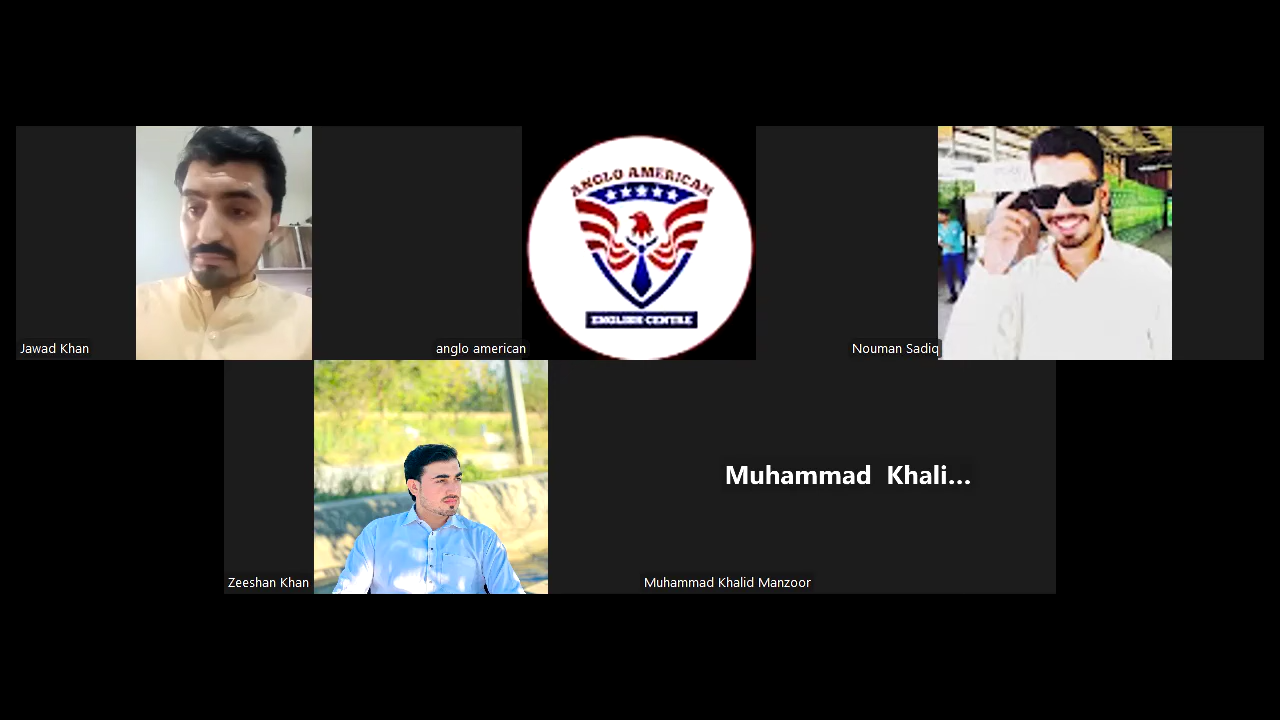 ANGLO AMERICAN
ENGLISH CENTRE
Jawad Khan
anglo american
Nouman Sadiq
Muhammad Khali...
Zeeshan Khan
Muhammad Khalid Manzoor